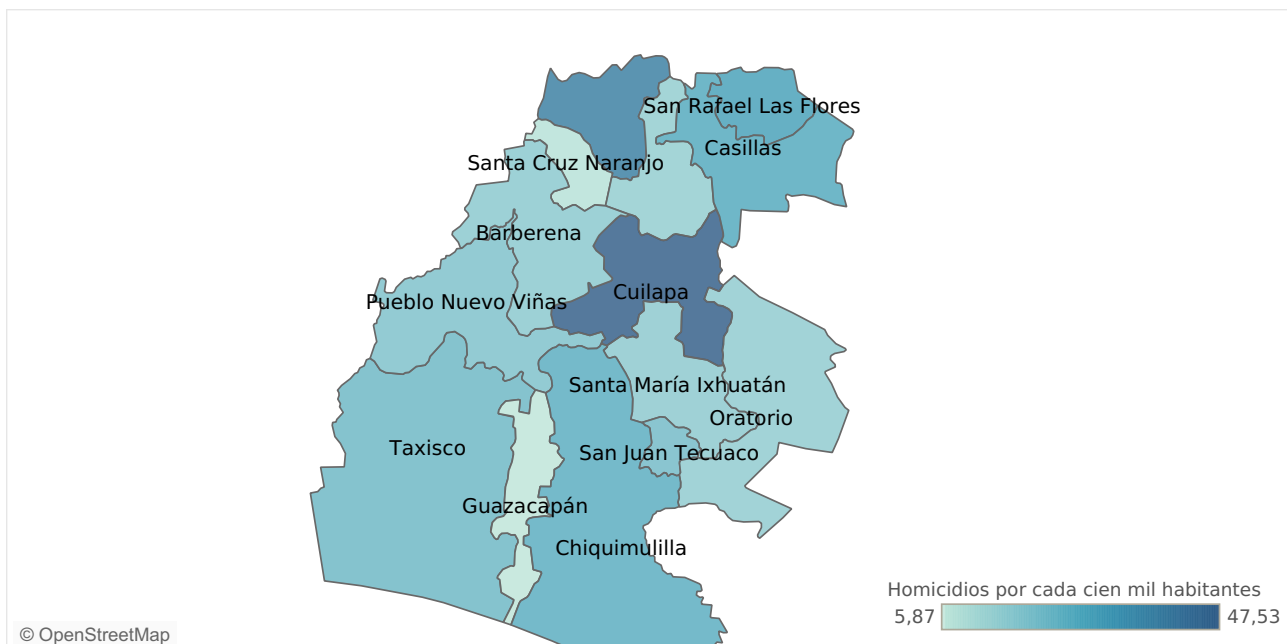 San Rafael Las Flores
Casillas
Santa Cruz Naranjo
Barberena
Cuilapa
Pueblo Nuevo Viñas
Santa María Ixhuatán
Oratorio
Taxisco
San Juan Tecuaco
Guazacapán
Chiquimulilla
Homicidios por cada cien mil habitantes
5,87
47,53
© OpenStreetMap